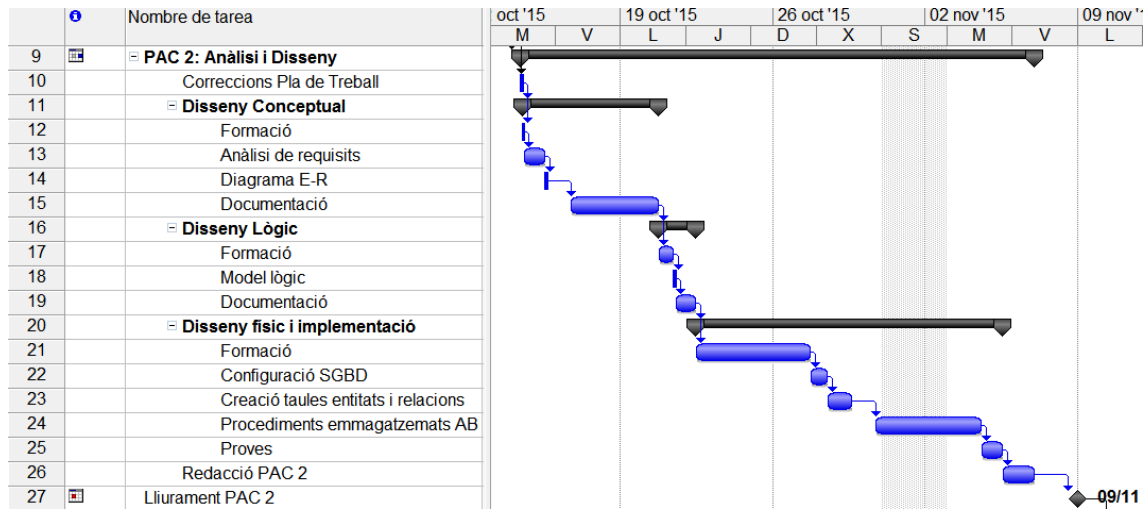 Nombre de tarea
oct '15 19 oct '15 26 oct '15 02 nov '15 09 nov '
M V L J D X S M V L
9 PAC 2: Anàlisi i Disseny
10 Correccions Pla de Treball
11 Disseny Conceptual
12 Formació
13 Anàlisi de requisits
14 Diagrama E-R
15 Documentació
16 Disseny Lògic
17 Formació
18 Model lògic
19 Documentació
20 Disseny físic i implementació
21 Formació
22 Configuració SGBD
23 Creació taules entitats i relacions
24 Procediments emmagatzemats AB
25 Proves
26 Redacció PAC 2
27 Lliurament PAC 2 09/11